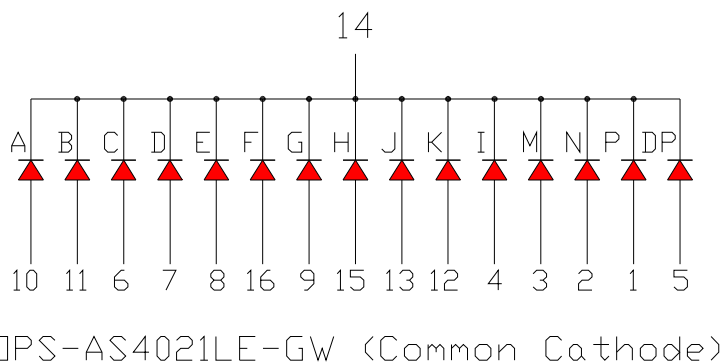 14
A B C D E F G H J K I M N P DP
10 11 6 7 8 16 9 15 13 12 4 3 2 1 5
PS-AS4021LE-GW (Common Cathode)